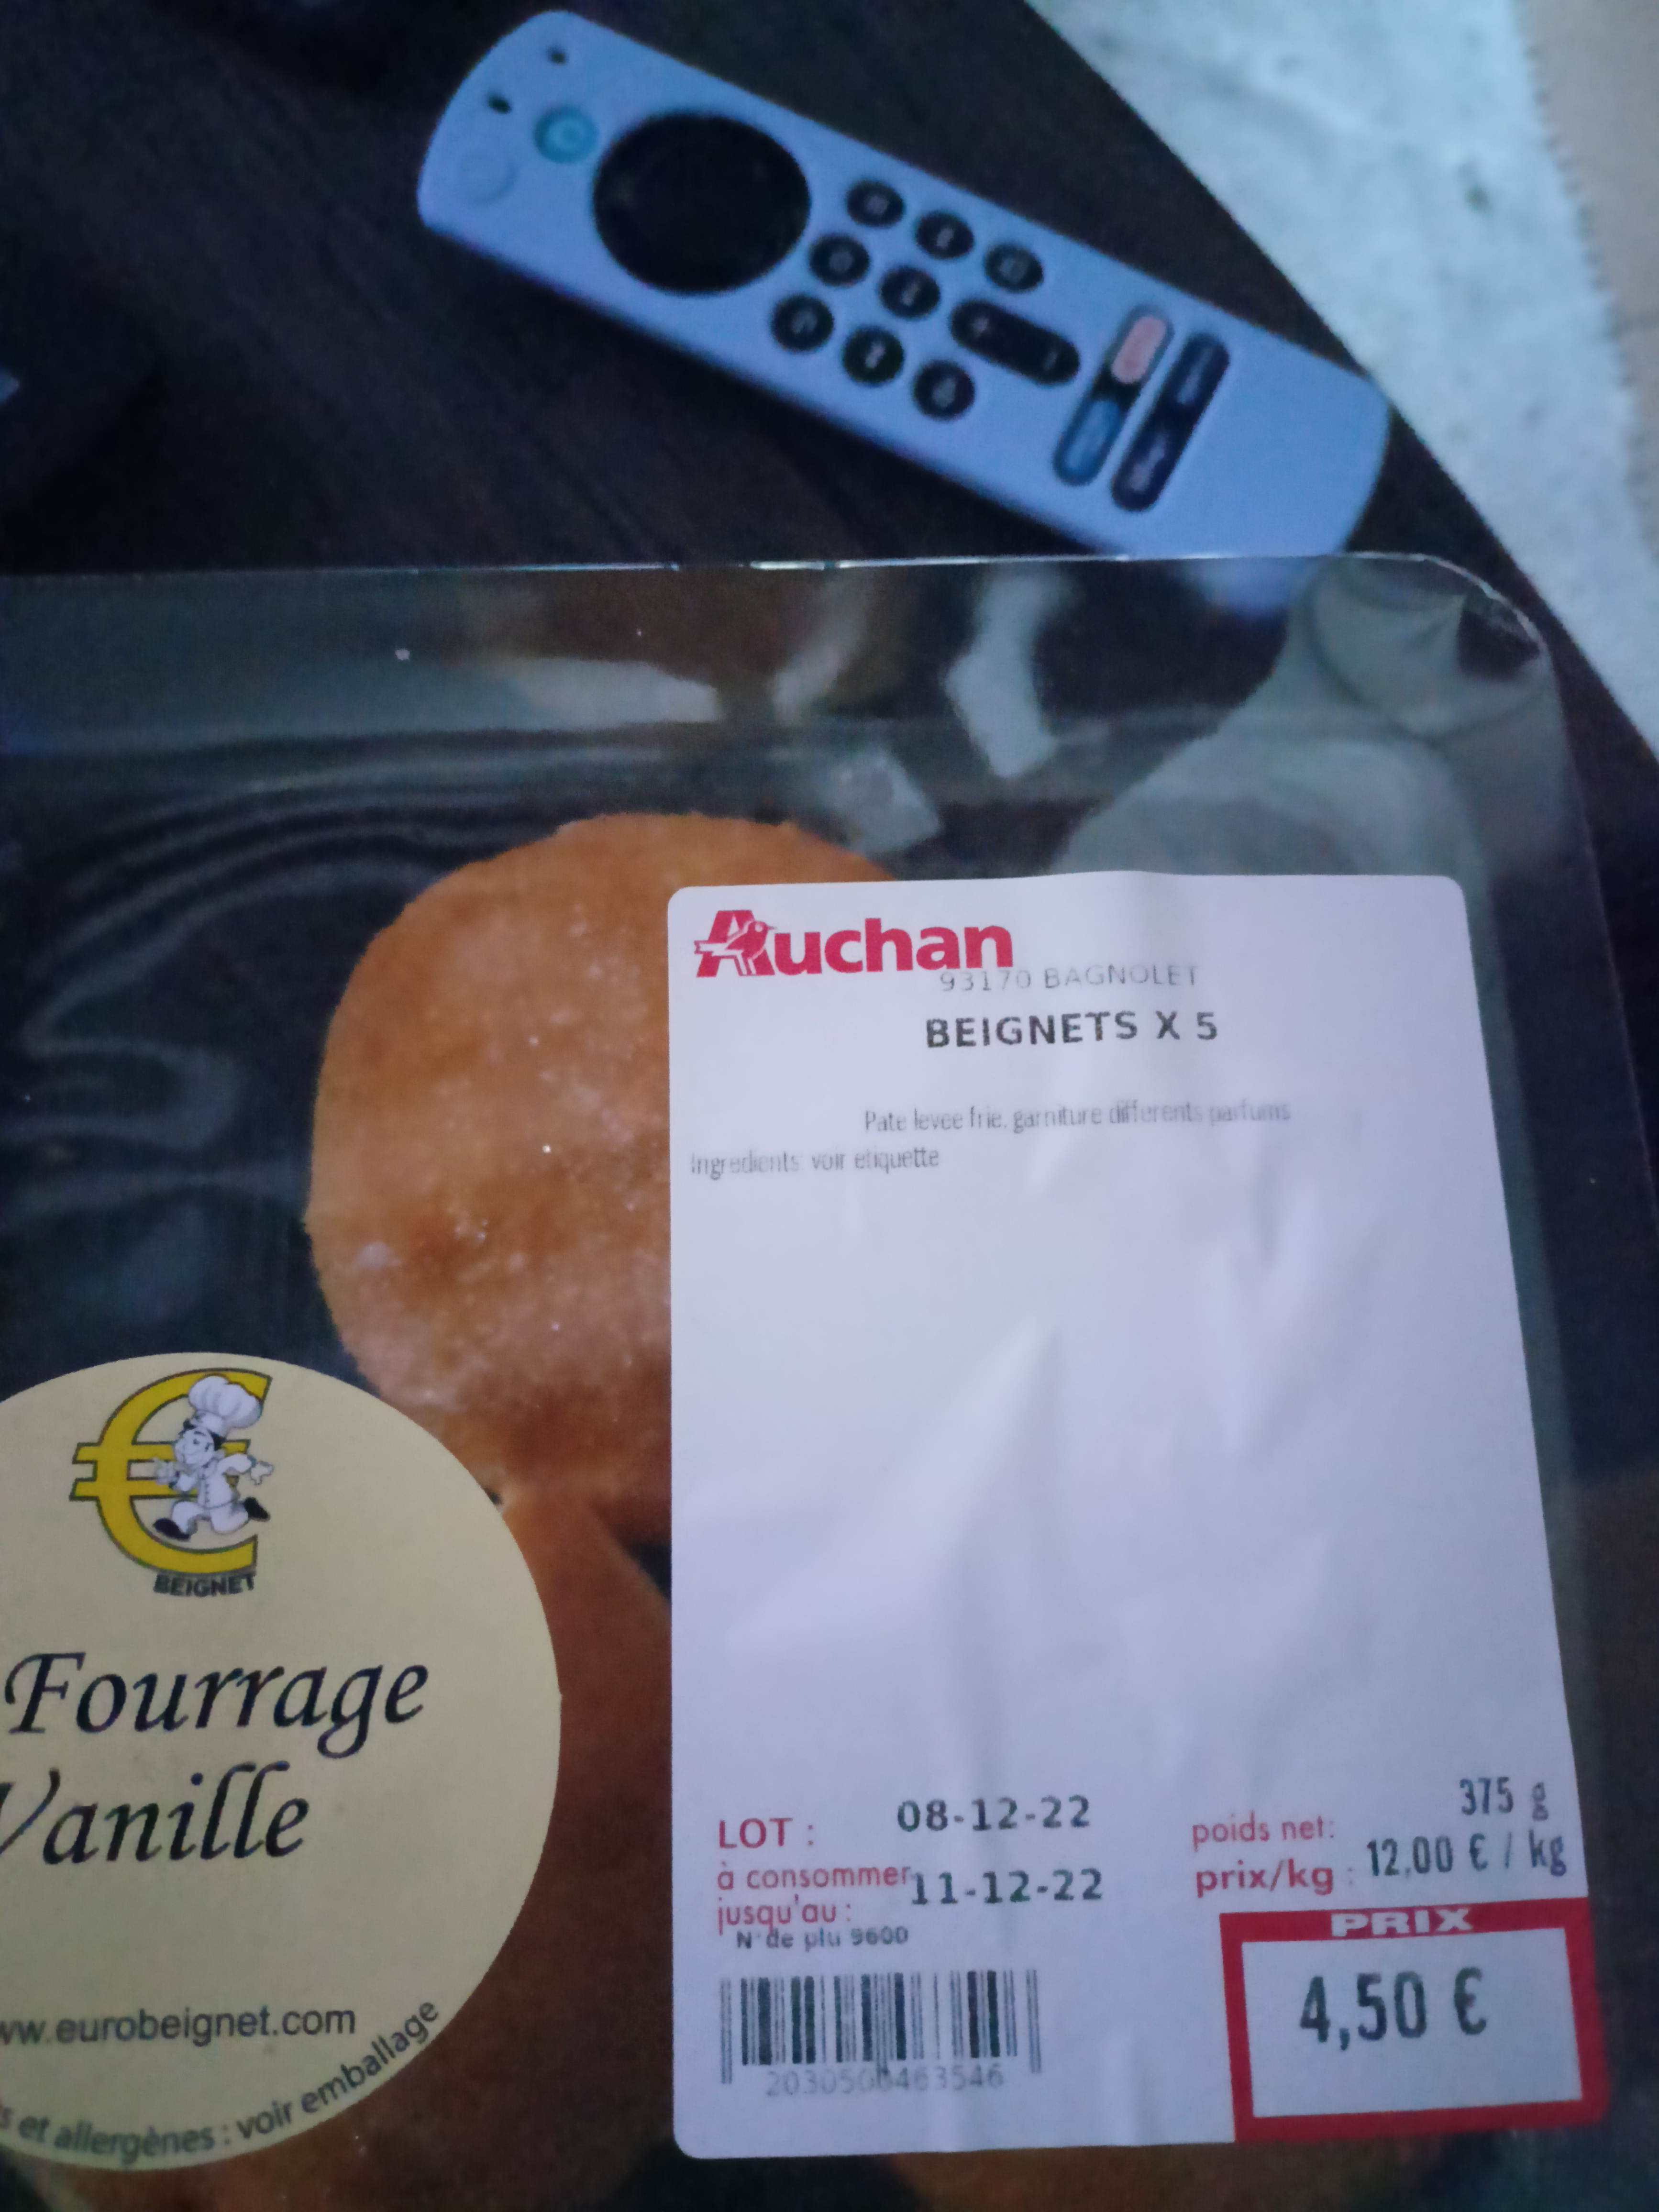 Auchan
93170 BAGNOLET
BEIGNETS X 5
Pate levee frie. garniture differents parfums
Ingredients: voir etiquette
LOT : 08-12-22
à consommer
jusqu'au : 11-12-22
N° de plu 9600
poids net: 375 g
prix/kg : 12,00 € / kg
PRIX
4,50 €
€
BEIGNET
Fourrage
Vanille
w.eurobeignet.com
et allergènes : voir emballage